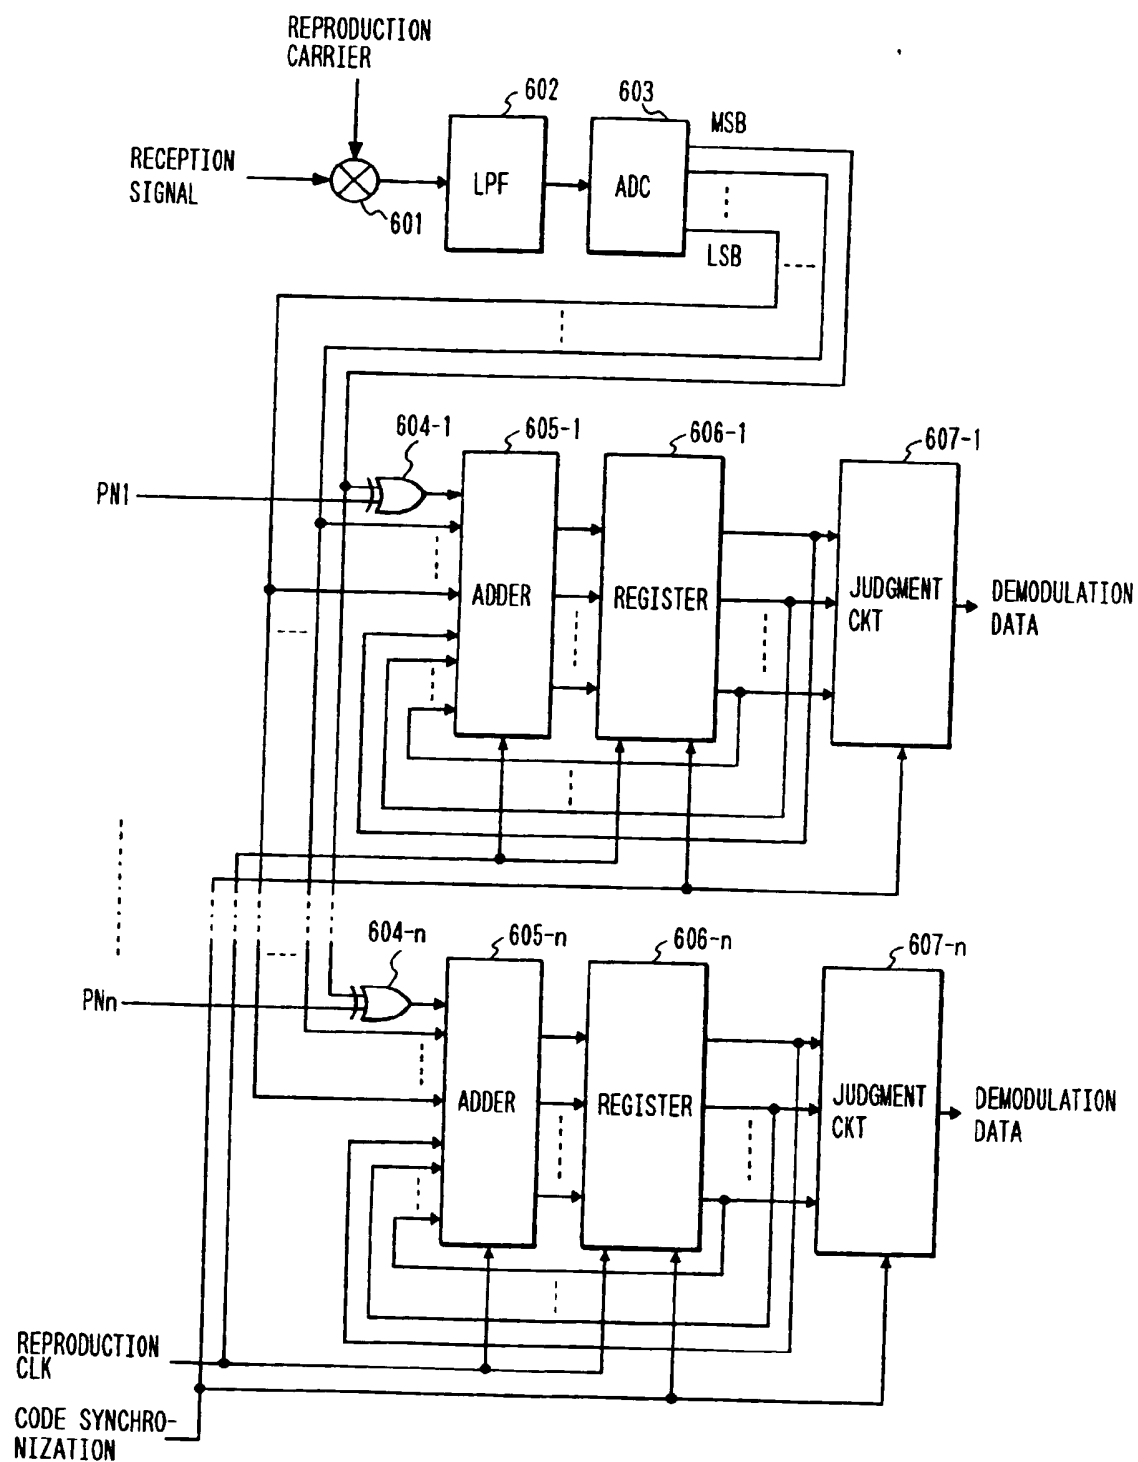 REPRODUCTION
CARRIER
602
603
MSB
RECEPTION
SIGNAL
LPF
ADC
601
LSB
604-1
605-1
606-1
607-1
PN1
ADDER
REGISTER
JUDGMENT
CKT
DEMODULATION
DATA
604-n
605-n
606-n
607-n
PNn
ADDER
REGISTER
JUDGMENT
CKT
DEMODULATION
DATA
REPRODUCTION
CLK
CODE SYNCHRO-
NIZATION